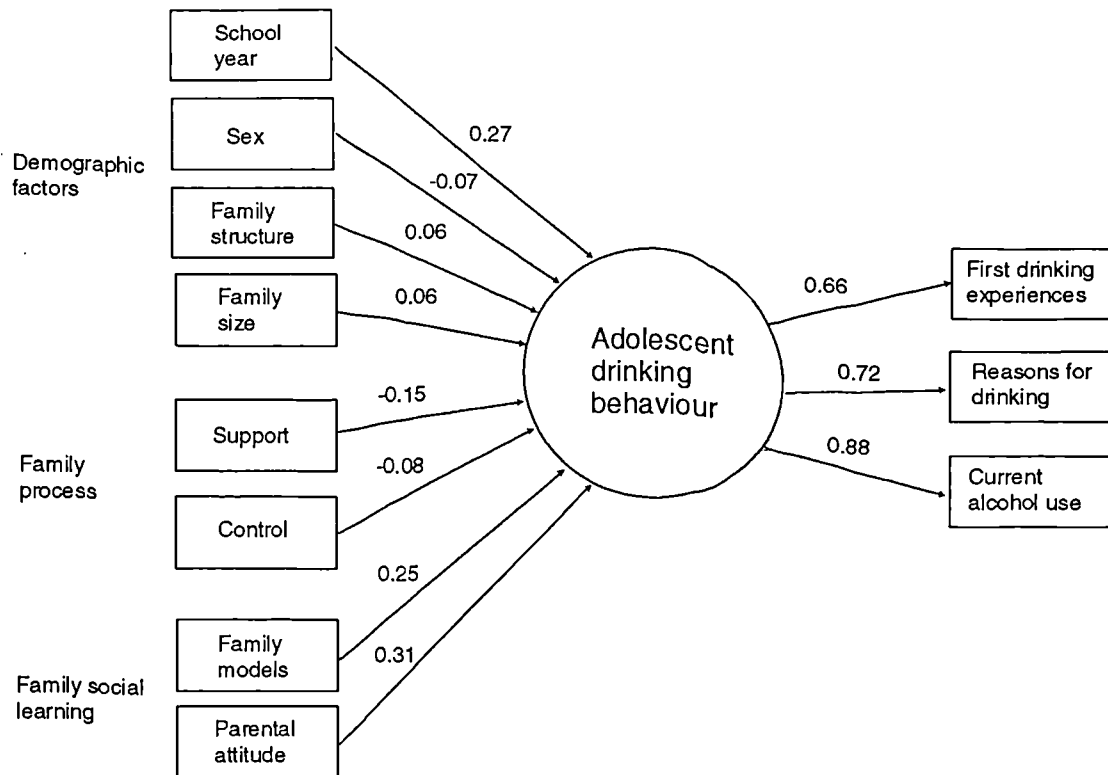 School
year
Sex
Demographic
factors
Family
structure
Family
size
Support
Family
process
Control
Family
models
Family social
learning
Parental
attitude
0.27
-0.07
0.06
0.06
-0.15
-0.08
0.25
0.31
Adolescent
drinking
behaviour
0.66
0.72
0.88
First drinking
experiences
Reasons for
drinking
Current
alcohol use